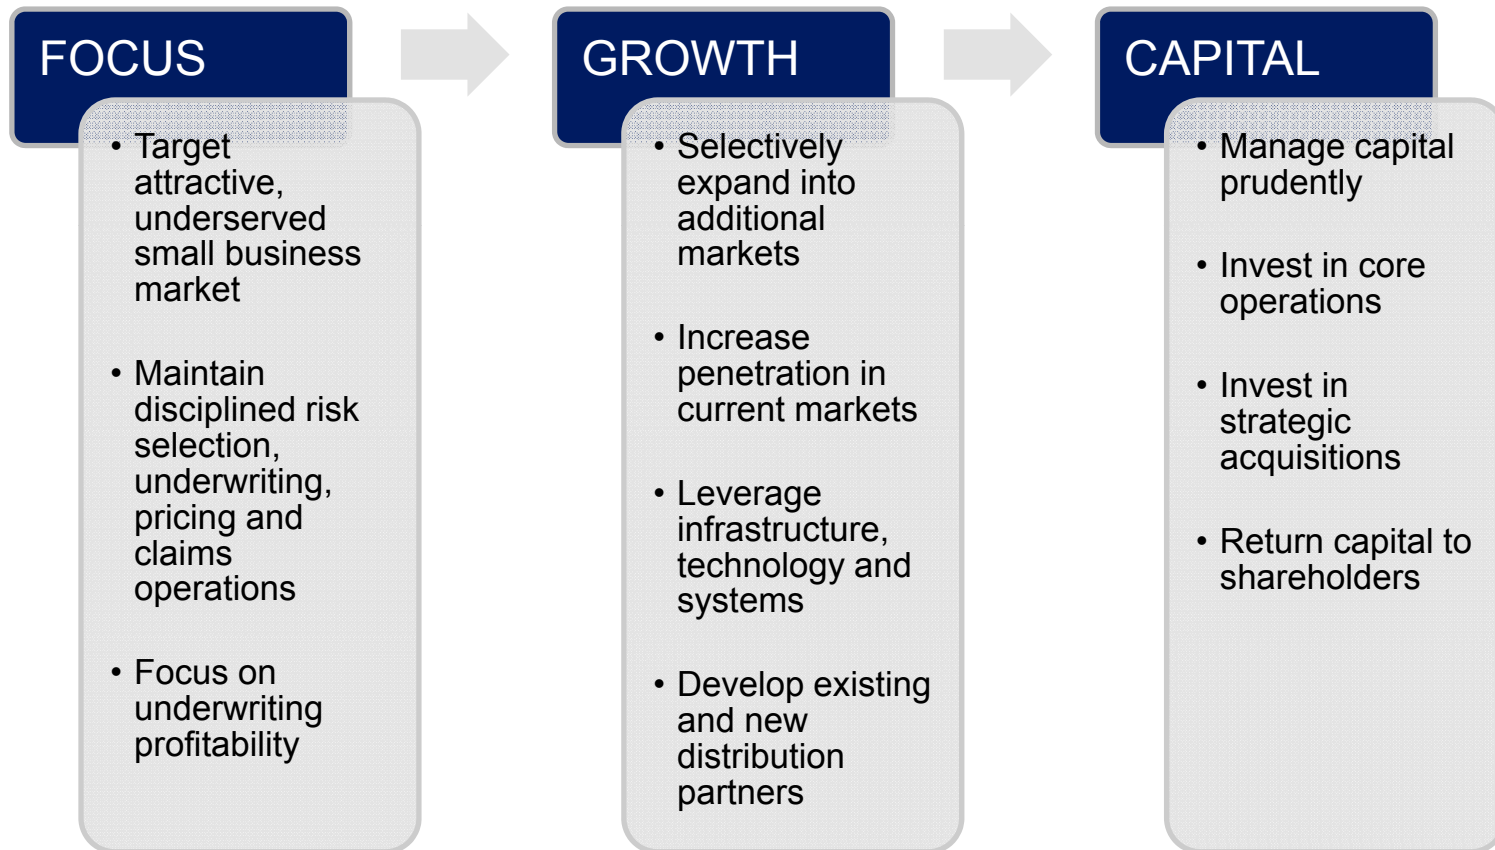 FOCUS
• Target
attractive,
underserved
small business
market
• Maintain
disciplined risk
selection,
underwriting,
pricing and
claims
operations
• Focus on
underwriting
profitability
GROWTH
• Selectively
expand into
additional
markets
• Increase
penetration in
current markets
• Leverage
infrastructure,
technology and
systems
• Develop existing
and new
distribution
partners
CAPITAL
• Manage capital
prudently
• Invest in core
operations
• Invest in
strategic
acquisitions
• Return capital to
shareholders